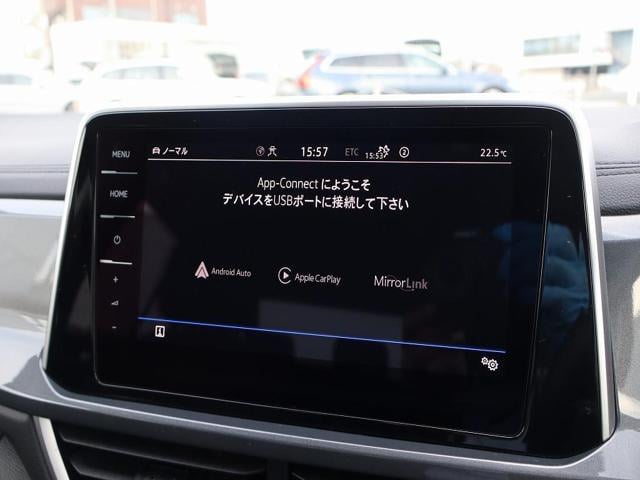 MENU
ノーマル 15:57 ETC 15:53 2 22.5℃
HOME
App-Connect にようこそ
デバイスをUSBポートに接続して下さい
Android Auto Apple CarPlay MirrorLink
+
-